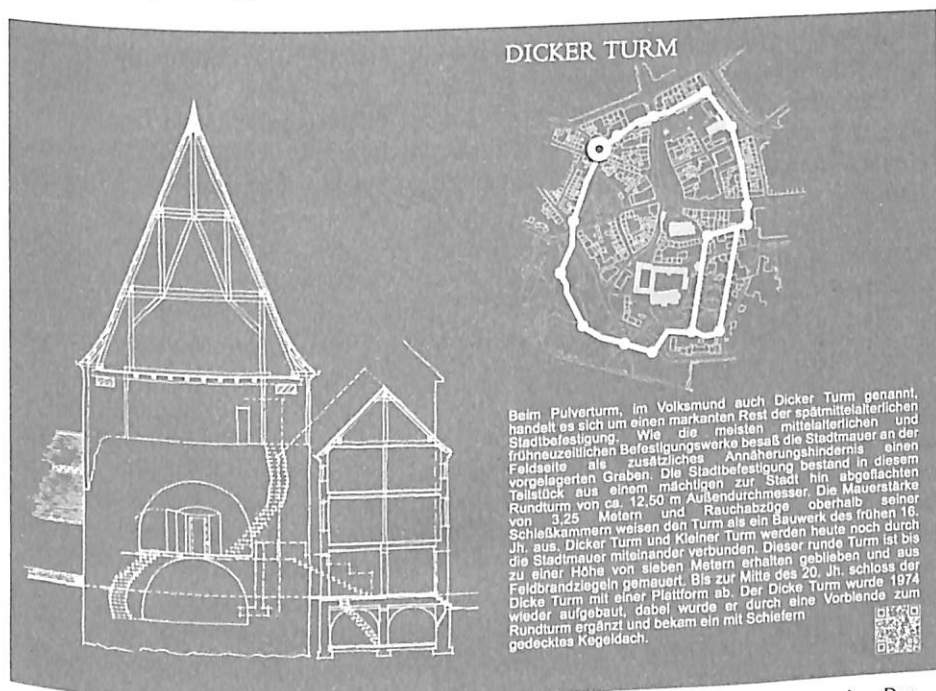 DICKER TURM
Beim Pulverturm, im Volksmund auch Dicker Turm genannt,
handelt es sich um einen markanten Rest der spätmittelalterlichen
Stadtbefestigung. Wie die meisten mittelalterlichen und
frühneuzeitlichen Befestigungswerke besaß die Stadtmauer an der
Feldseite als zusätzliches Annäherungshindernis einen
vorgelagerten Graben. Die Stadtbefestigung bestand in diesem
Teilstück aus einem mächtigen zur Stadt hin abgeflachten
Rundturm von ca. 12,50 m Außendurchmesser. Die Mauerstärke
von 3,25 Metern und Rauchabzüge oberhalb seiner
Schießkammern weisen den Turm als ein Bauwerk des frühen 16.
Jh. aus. Dicker Turm und Kleiner Turm werden heute noch durch
die Stadtmauer miteinander verbunden. Dieser runde Turm ist bis
zu einer Höhe von sieben Metern erhalten geblieben und aus
Feldbrandziegeln gemauert. Bis zur Mitte des 20. Jh. schloss der
Dicke Turm mit einer Plattform ab. Der Dicke Turm wurde 1974
wieder aufgebaut, dabei wurde er durch eine Vorblende zum
Rundturm ergänzt und bekam ein mit Schiefern
gedecktes Kegeldach.